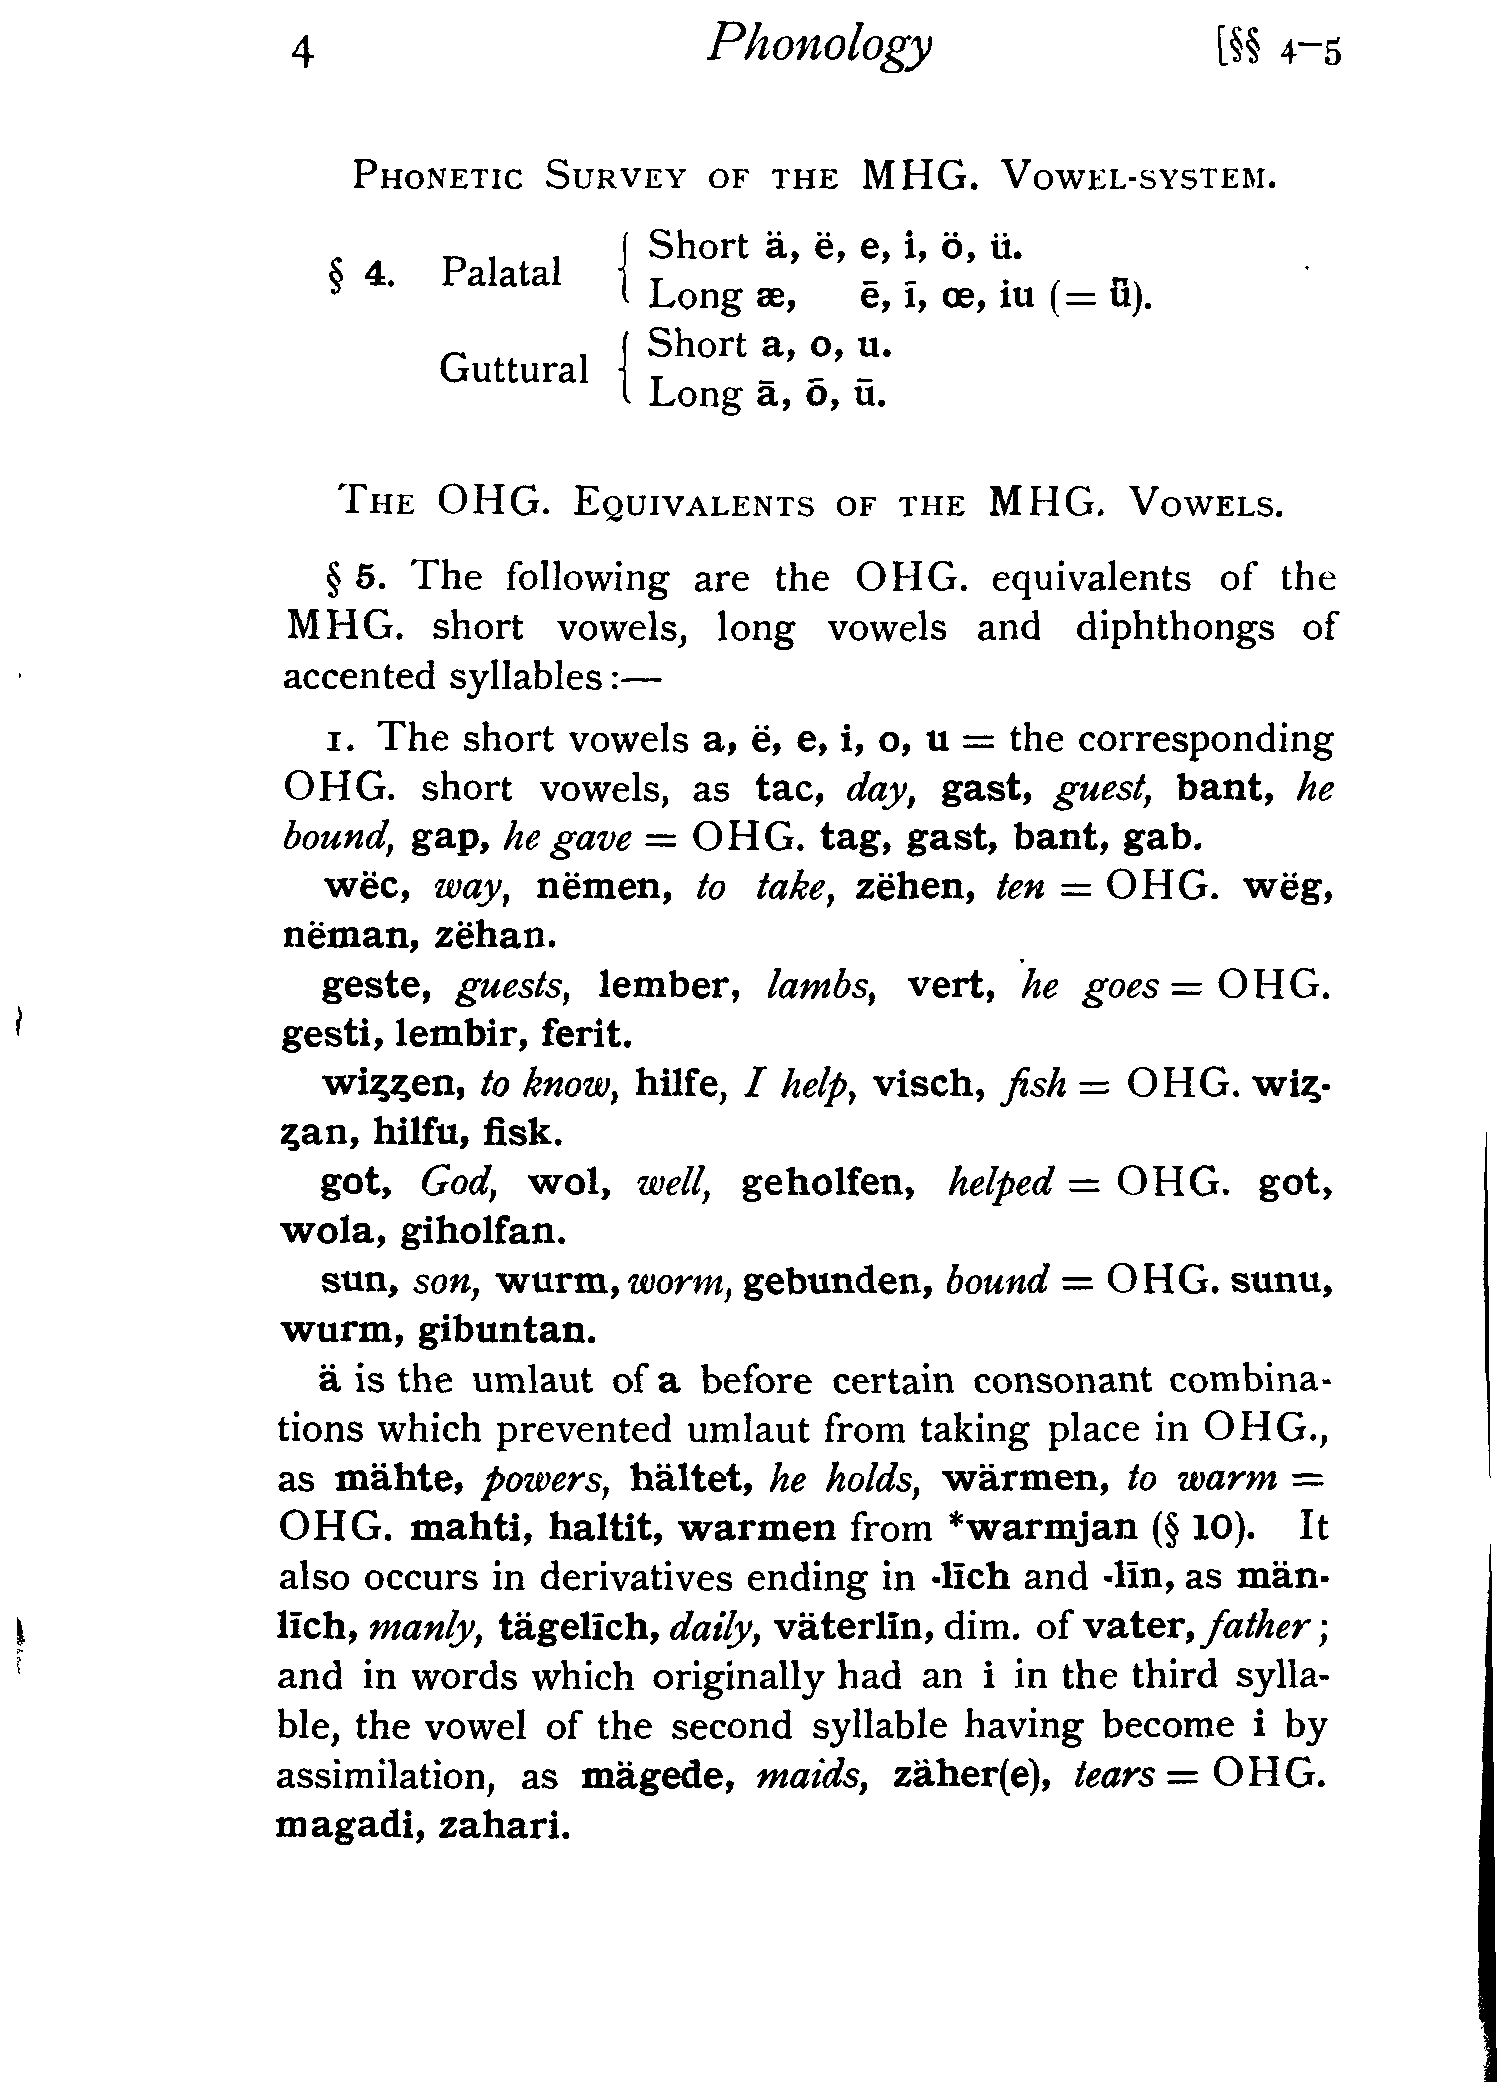 4 Phonology [§§ 4–5
PHONETIC SURVEY OF THE MHG. VOWEL-SYSTEM.
§ 4. Palatal { Short ä, ë, e, i, ö, ü.
Long æ, ē, ī, œ, iu (= ǖ).
Guttural { Short a, o, u.
Long ā, ō, ū.
THE OHG. EQUIVALENTS OF THE MHG. VOWELS.
§ 5. The following are the OHG. equivalents of the
MHG. short vowels, long vowels and diphthongs of
accented syllables:—
1. The short vowels a, ë, e, i, o, u = the corresponding
OHG. short vowels, as tac, day, gast, guest, bant, he
bound, gap, he gave = OHG. tag, gast, bant, gab.
wëc, way, nëmen, to take, zëhen, ten = OHG. wëg,
nëman, zëhan.
geste, guests, lember, lambs, vert, he goes = OHG.
gesti, lembir, ferit.
wiȥȥen, to know, hilfe, I help, visch, fish = OHG. wiȥ-
ȥan, hilfu, fisk.
got, God, wol, well, geholfen, helped = OHG. got,
wola, giholfan.
sun, son, wurm, worm, gebunden, bound = OHG. sunu,
wurm, gibuntan.
ä is the umlaut of a before certain consonant combina-
tions which prevented umlaut from taking place in OHG.,
as mähte, powers, hältet, he holds, wärmen, to warm =
OHG. mahti, haltit, warmen from *warmjan (§ 10). It
also occurs in derivatives ending in -līch and -līn, as män-
līch, manly, tägelīch, daily, väterlīn, dim. of vater, father;
and in words which originally had an i in the third sylla-
ble, the vowel of the second syllable having become i by
assimilation, as mägede, maids, zäher(e), tears = OHG.
magadi, zahari.